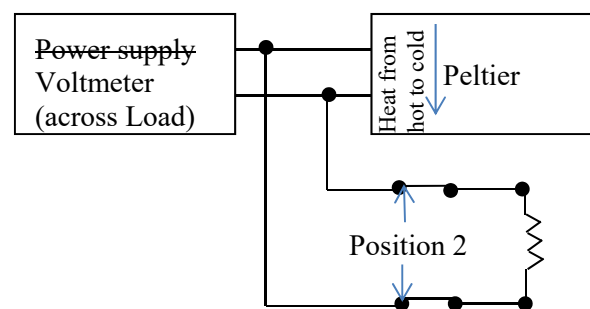 Power supply
Voltmeter
(across Load)
Heat from
hot to cold
Peltier
Position 2